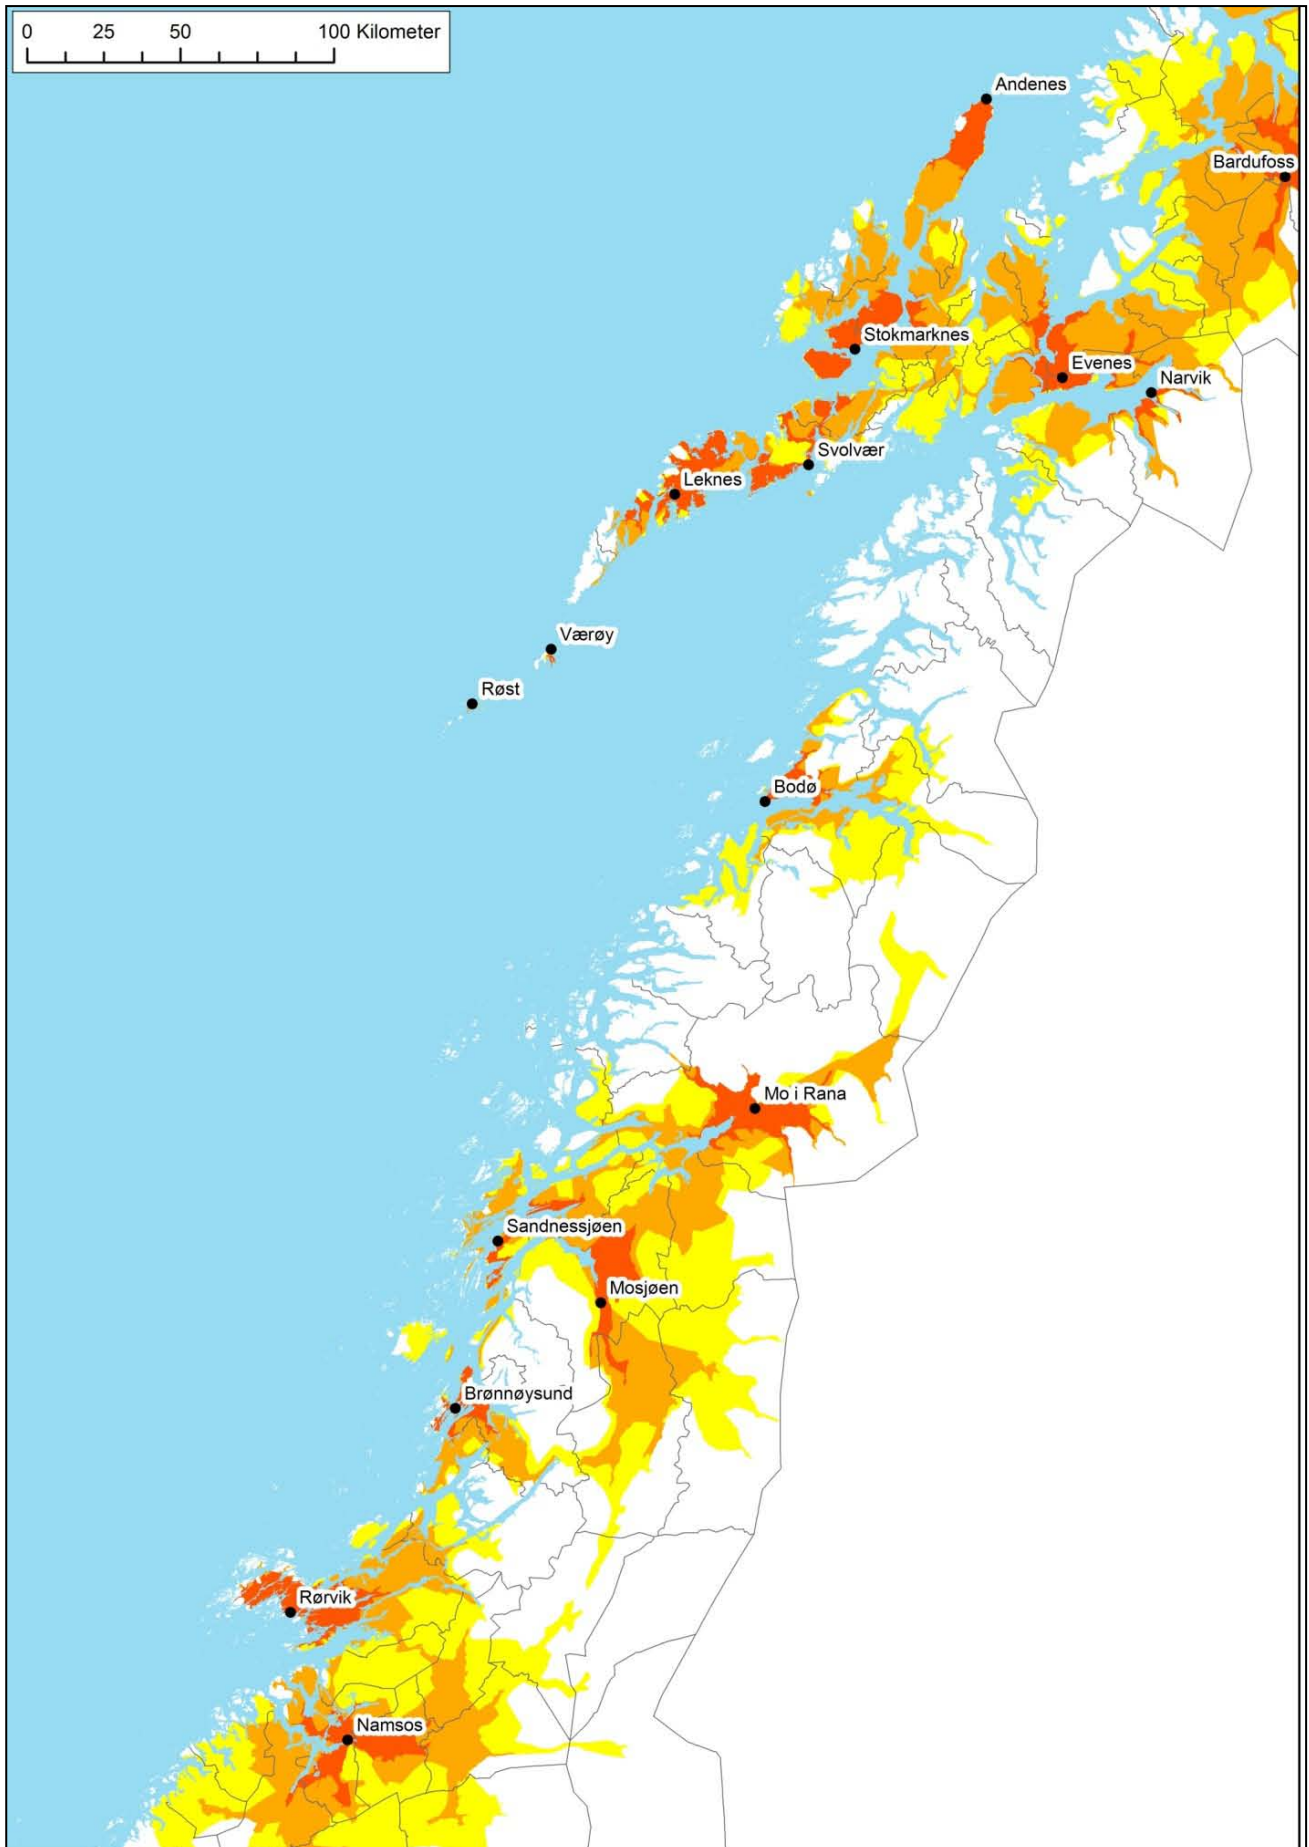 0 25 50 100 Kilometer
Andenes
Bardufoss
Stokmarknes
Evenes
Narvik
Svolvær
Leknes
Værøy
Røst
Bodø
Mo i Rana
Sandnessjøen
Mosjøen
Brønnøysund
Rørvik
Namsos